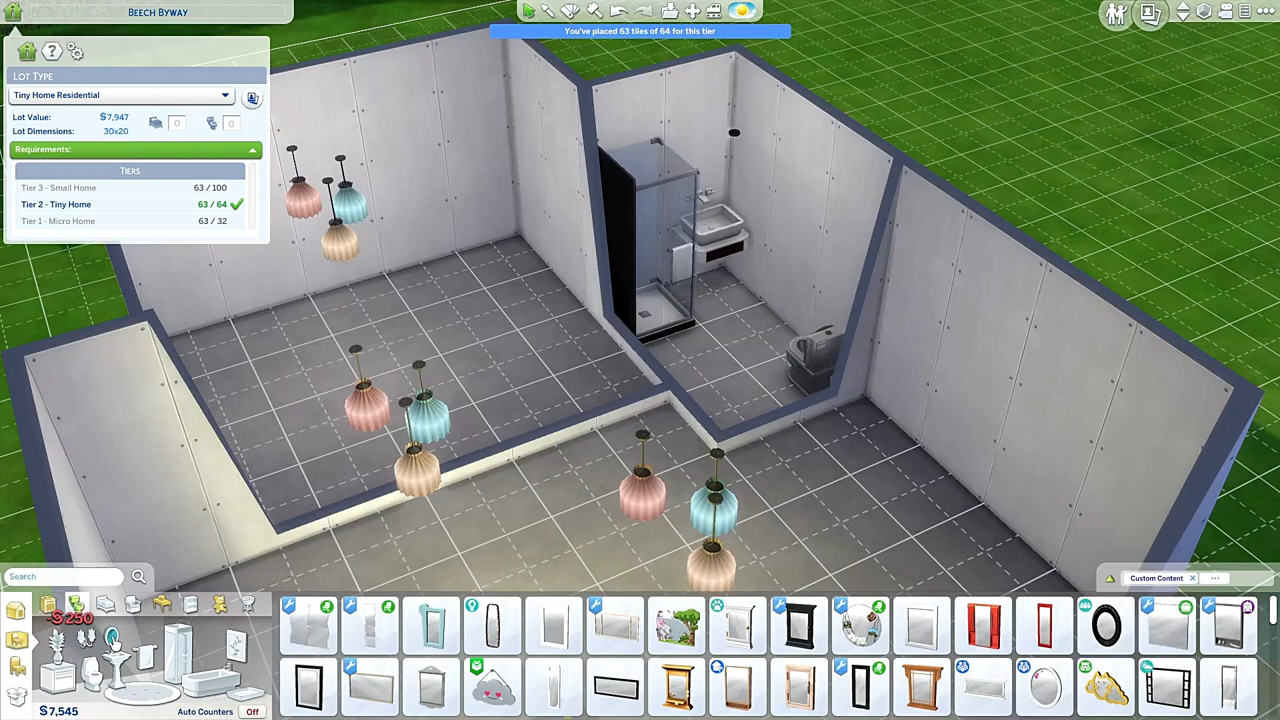 BEECH BYWAY
You've placed 63 tiles of 64 for this tier
LOT TYPE
Tiny Home Residential
Lot Value: §7,947
0
0
Lot Dimensions: 30x20
Requirements:
TIERS
Tier 3 - Small Home 63 / 100
Tier 2 - Tiny Home 63 / 64
Tier 1 - Micro Home 63 / 32
Search
Custom Content
-§250
§7,545
Auto Counters Off